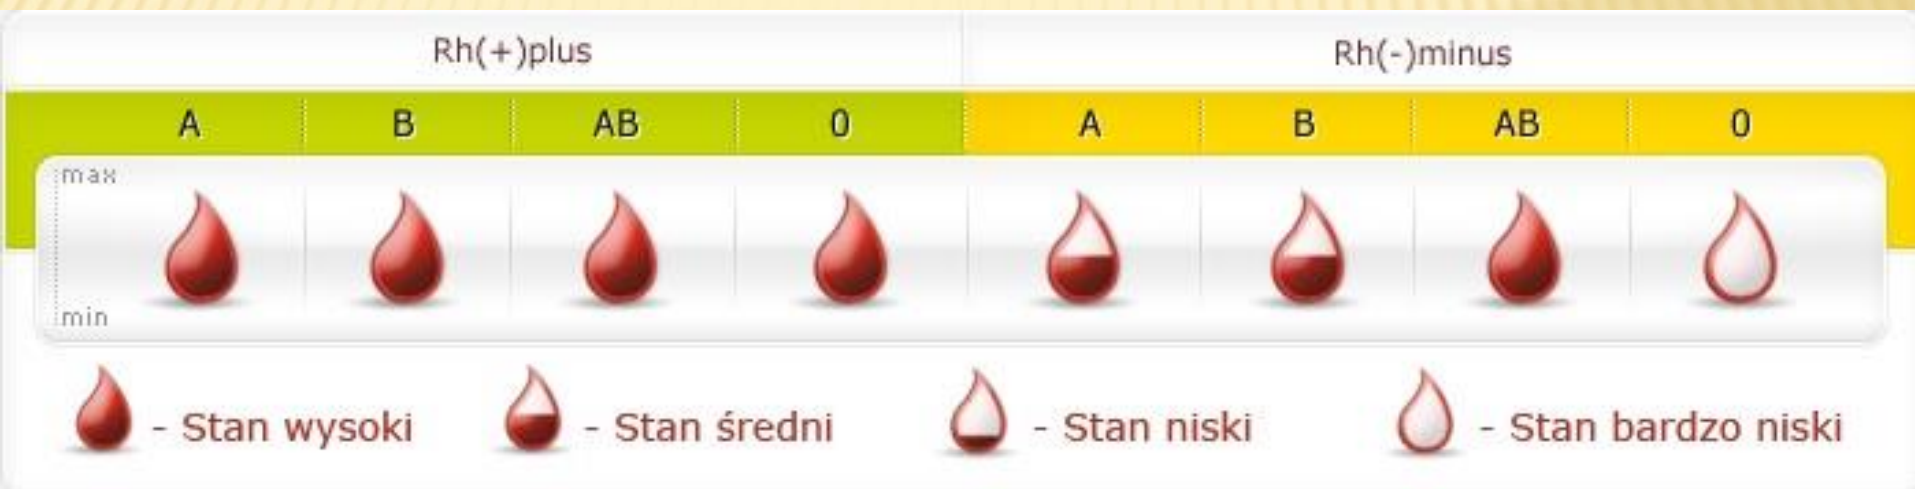 Rh(+)plus Rh(-)minus
A B AB 0 A B AB 0
max
min
- Stan wysoki - Stan średni - Stan niski - Stan bardzo niski